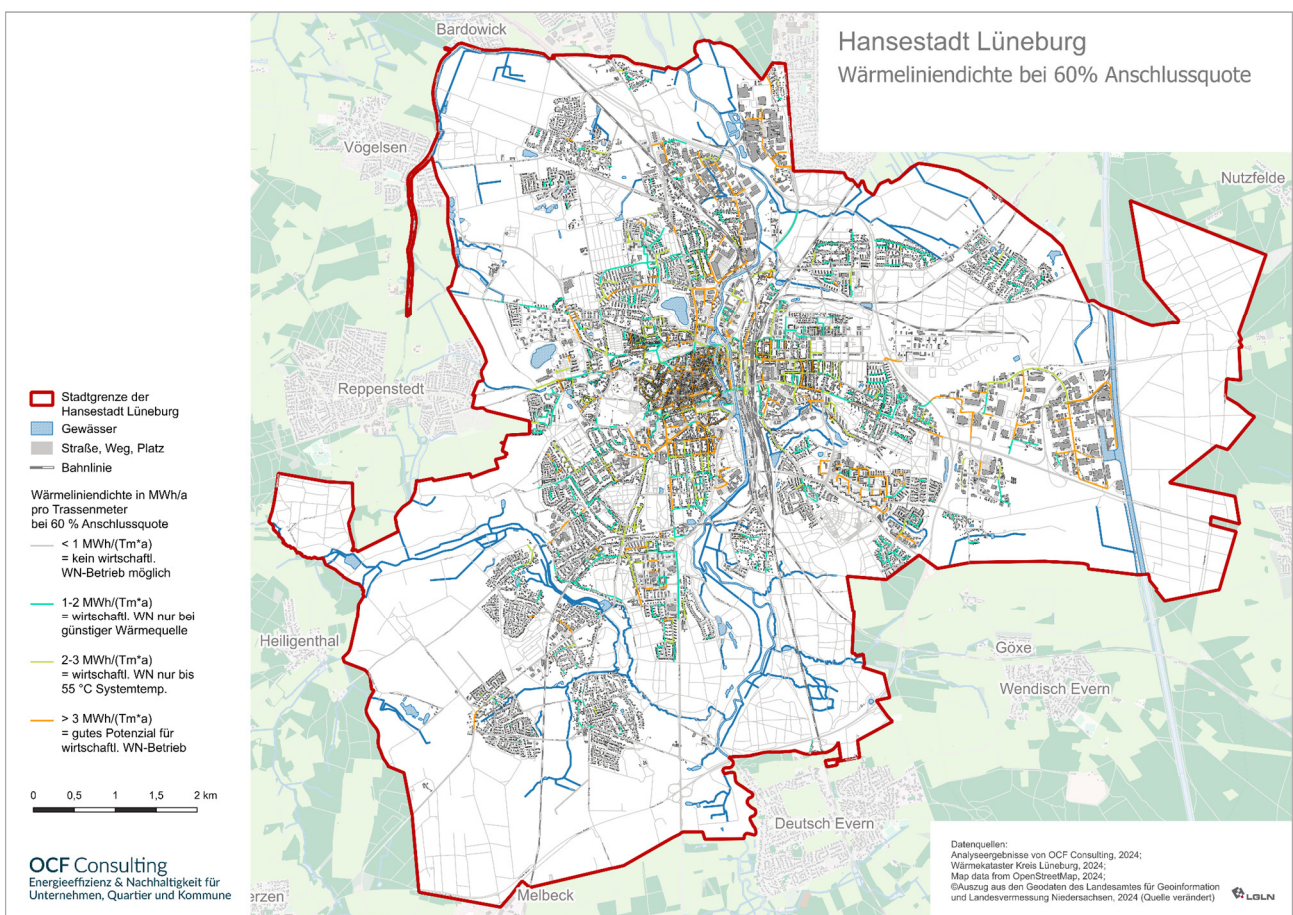 Hansestadt Lüneburg
Wärmeliniendichte bei 60% Anschlussquote
Bardowick
Vögelsen
Nutzfelde
Reppenstedt
Heiligenthal
Göxe
Wendisch Evern
Deutsch Evern
Melbeck
erzen
Stadtgrenze der
Hansestadt Lüneburg
Gewässer
Straße, Weg, Platz
Bahnlinie
Wärmeliniendichte in MWh/a
pro Trassenmeter
bei 60 % Anschlussquote
< 1 MWh/(Tm*a)
= kein wirtschaftl.
WN-Betrieb möglich
1-2 MWh/(Tm*a)
= wirtschaftl. WN nur bei
günstiger Wärmequelle
2-3 MWh/(Tm*a)
= wirtschaftl. WN nur bis
55 °C Systemtemp.
> 3 MWh/(Tm*a)
= gutes Potenzial für
wirtschaftl. WN-Betrieb
0 0,5 1 1,5 2 km
OCF Consulting
Energieeffizienz & Nachhaltigkeit für
Unternehmen, Quartier und Kommune
Datenquellen:
Analyseergebnisse von OCF Consulting, 2024;
Wärmekataster Kreis Lüneburg, 2024;
Map data from OpenStreetMap, 2024;
©Auszug aus den Geodaten des Landesamtes für Geoinformation
und Landesvermessung Niedersachsen, 2024 (Quelle verändert)
LGLN